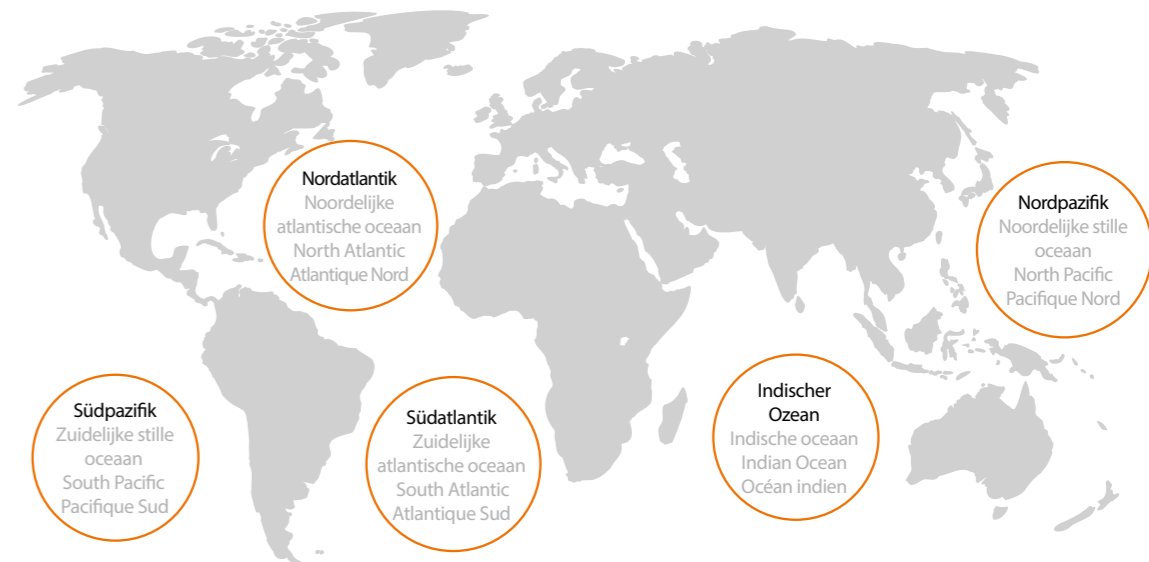 Nordatlantik
Noordelijke
atlantische oceaan
North Atlantic
Atlantique Nord
Nordpazifik
Noordelijke stille
oceaan
North Pacific
Pacifique Nord
Südpazifik
Zuidelijke stille
oceaan
South Pacific
Pacifique Sud
Südatlantik
Zuidelijke
atlantische oceaan
South Atlantic
Atlantique Sud
Indischer
Ozean
Indische oceaan
Indian Ocean
Océan indien